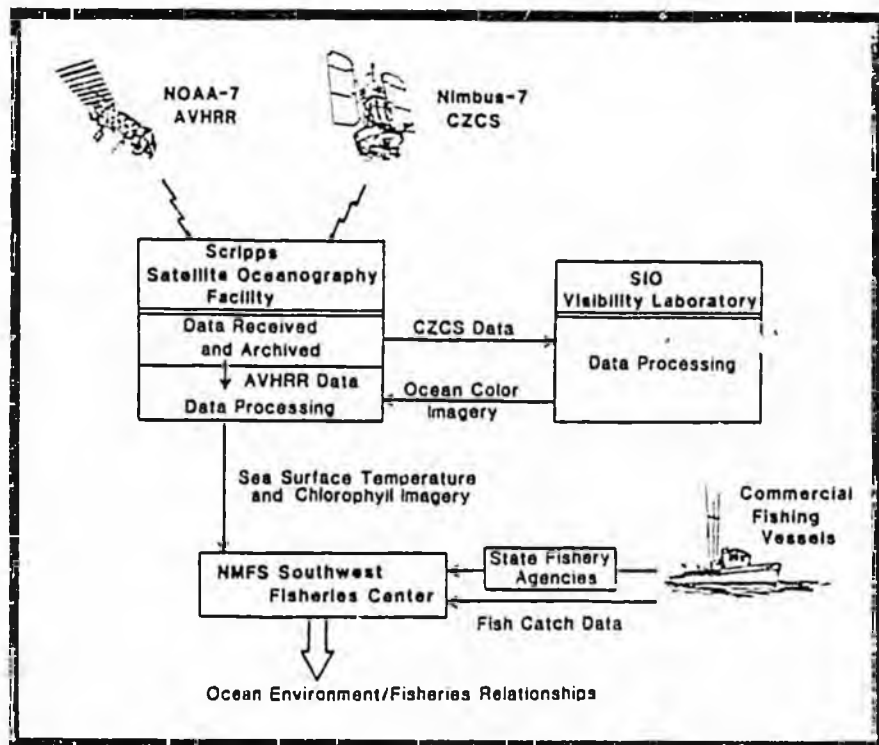 NOAA-7
AVHRR
Nimbus-7
CZCS
Scripps
Satellite Oceanography
Facility
Data Received
and Archived
AVHRR Data
Data Processing
CZCS Data
Ocean Color
Imagery
SIO
Visibility Laboratory
Data Processing
Sea Surface Temperature
and Chlorophyll Imagery
Commercial
Fishing
Vessels
State Fishery
Agencies
NMFS Southwest
Fisheries Center
Fish Catch Data
Ocean Environment/Fisheries Relationships